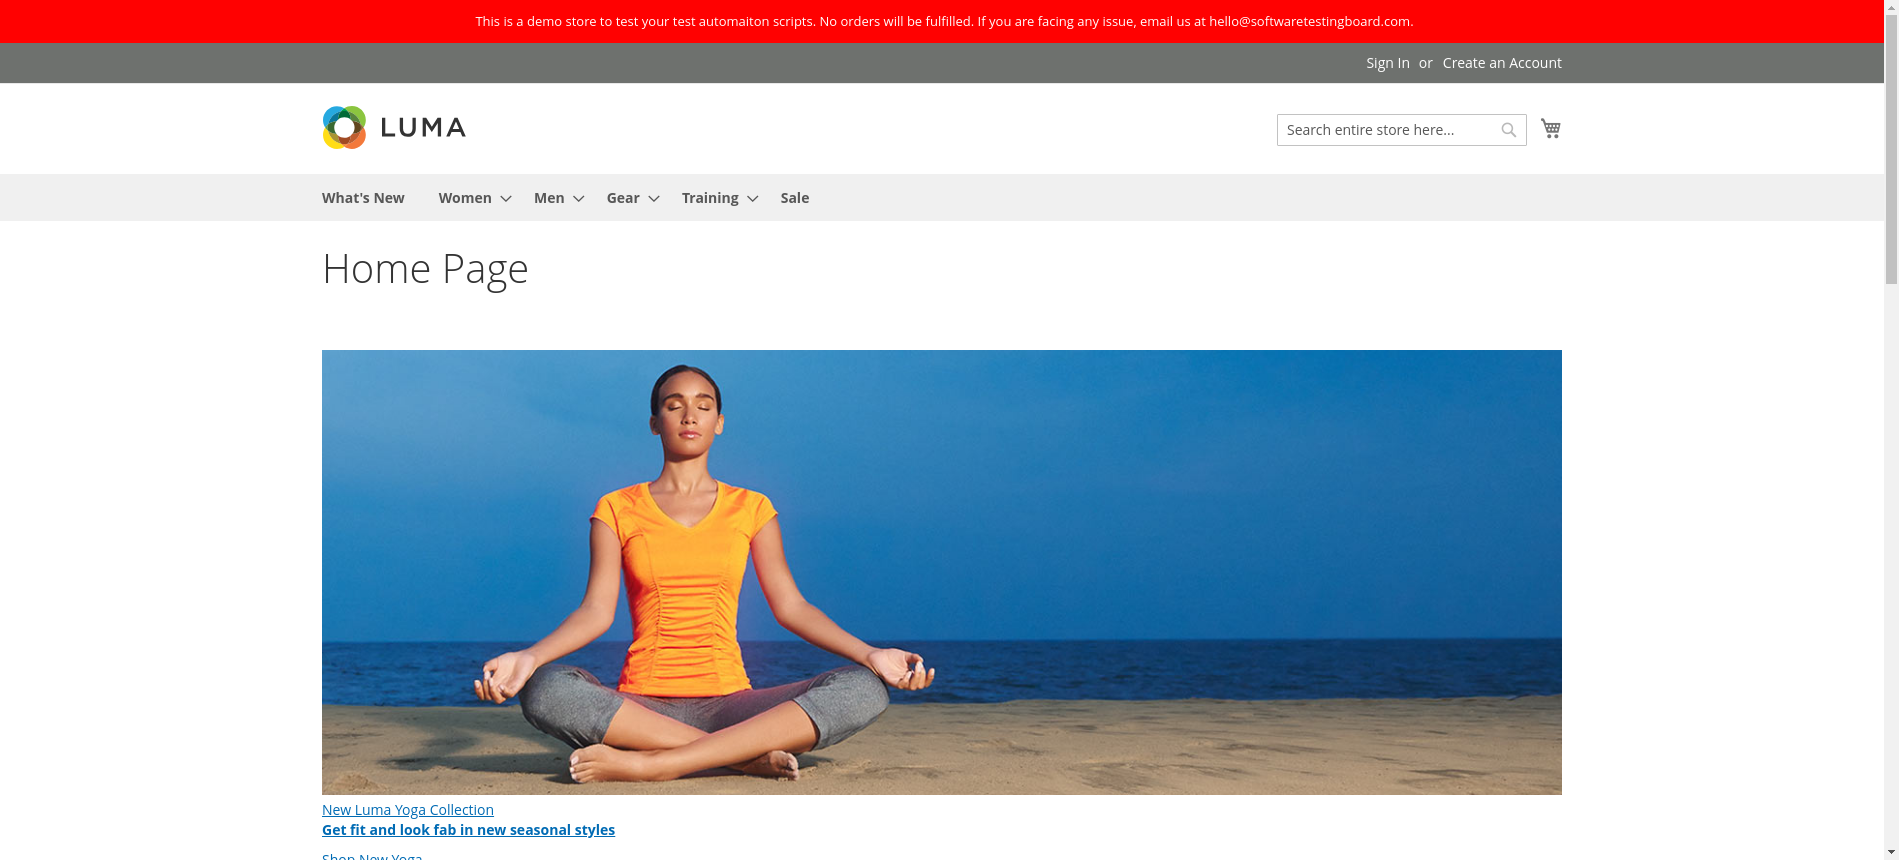 This is a demo store to test your test automaiton scripts. No orders will be fulfilled. If you are facing any issue, email us at hello@softwaretestingboard.com.
Sign In or Create an Account
LUMA
Search entire store here...
What's New Women Men Gear Training Sale
Home Page
New Luma Yoga Collection
Get fit and look fab in new seasonal styles
Shop New Yoga